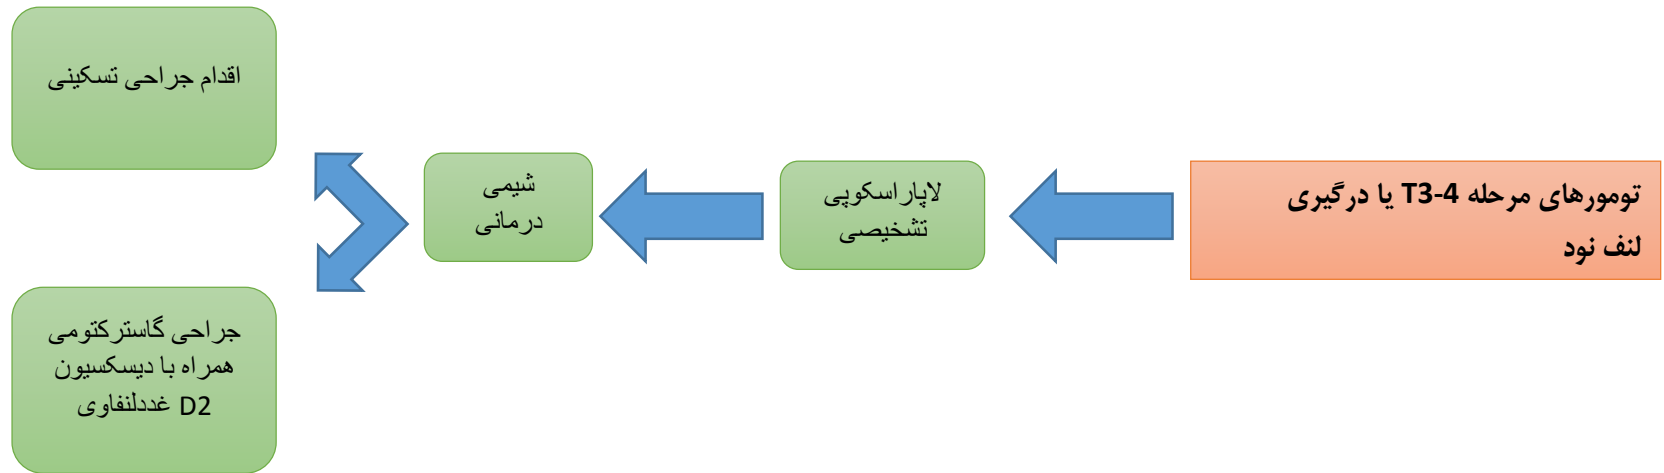 تومورهای مرحله T3-4 یا درگیری
لنف نود
لاپاراسکوپی
تشخیصی
شیمی
درمانی
اقدام جراحی تسکینی
جراحی گاسترکتومی
همراه با دیسکسیون
D2 غددلنفاوی